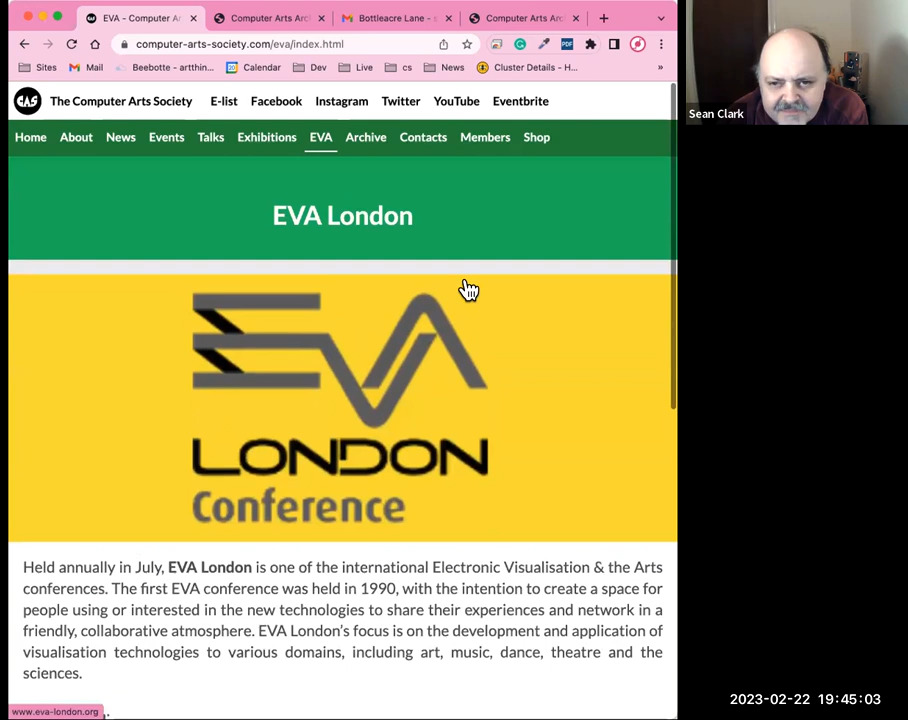 EVA – Computer Ar
Computer Arts Arc
Bottleacre Lane - s
Computer Arts Arc
computer-arts-society.com/eva/index.html
Sites Mail Beebotte - artthin... Calendar Dev Live cs News Cluster Details - H... »
CAS The Computer Arts Society E-list Facebook Instagram Twitter YouTube Eventbrite
Home About News Events Talks Exhibitions EVA Archive Contacts Members Shop
EVA London
EVA
LONDON
Conference
Held annually in July, EVA London is one of the international Electronic Visualisation & the Arts
conferences. The first EVA conference was held in 1990, with the intention to create a space for
people using or interested in the new technologies to share their experiences and network in a
friendly, collaborative atmosphere. EVA London's focus is on the development and application of
visualisation technologies to various domains, including art, music, dance, theatre and the
sciences.
www.eva-london.org
Sean Clark
2023-02-22 19:45:03